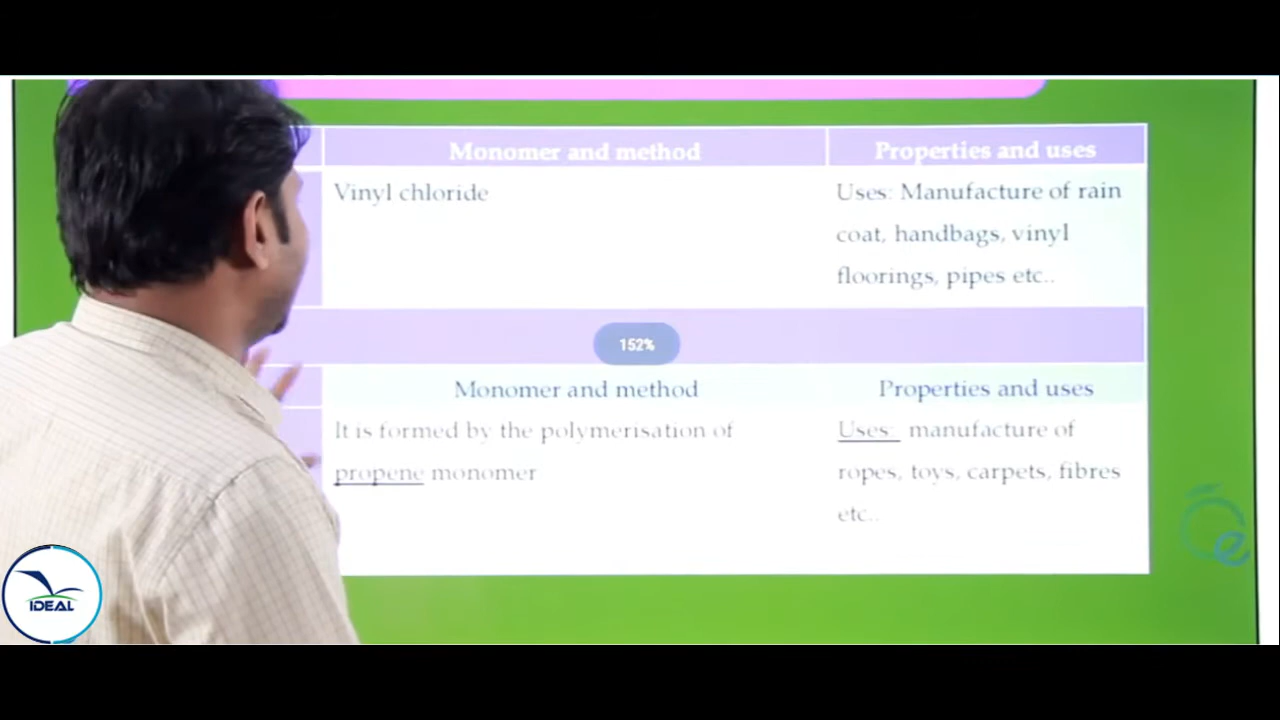 Monomer and method
Properties and uses
Vinyl chloride
Uses: Manufacture of rain
coat, handbags, vinyl
floorings, pipes etc..
152%
Monomer and method
Properties and uses
It is formed by the polymerisation of
propene monomer
Uses: manufacture of
ropes, toys, carpets, fibres
etc..
IDEAL